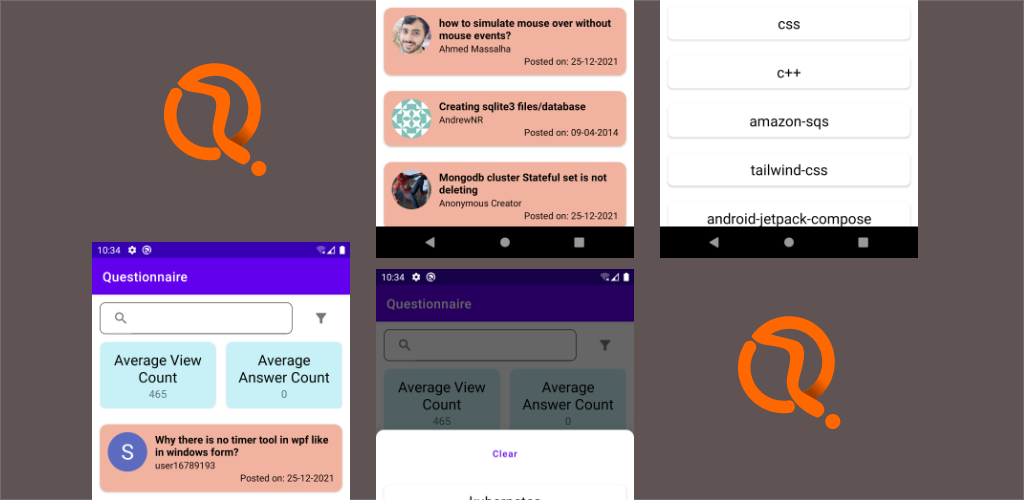 how to simulate mouse over without
mouse events?
Ahmed Massalha
Posted on: 25-12-2021
Creating sqlite3 files/database
AndrewNR
Posted on: 09-04-2014
Mongodb cluster Stateful set is not
deleting
Anonymous Creator
Posted on: 25-12-2021
css
c++
amazon-sqs
tailwind-css
android-jetpack-compose
10:34
Questionnaire
Average View
Count
465
Average
Answer Count
0
S
Why there is no timer tool in wpf like
in windows form?
user16789193
Posted on: 25-12-2021
10:34
Questionnaire
Average View
Count
465
Average
Answer Count
0
Clear
kubernetes